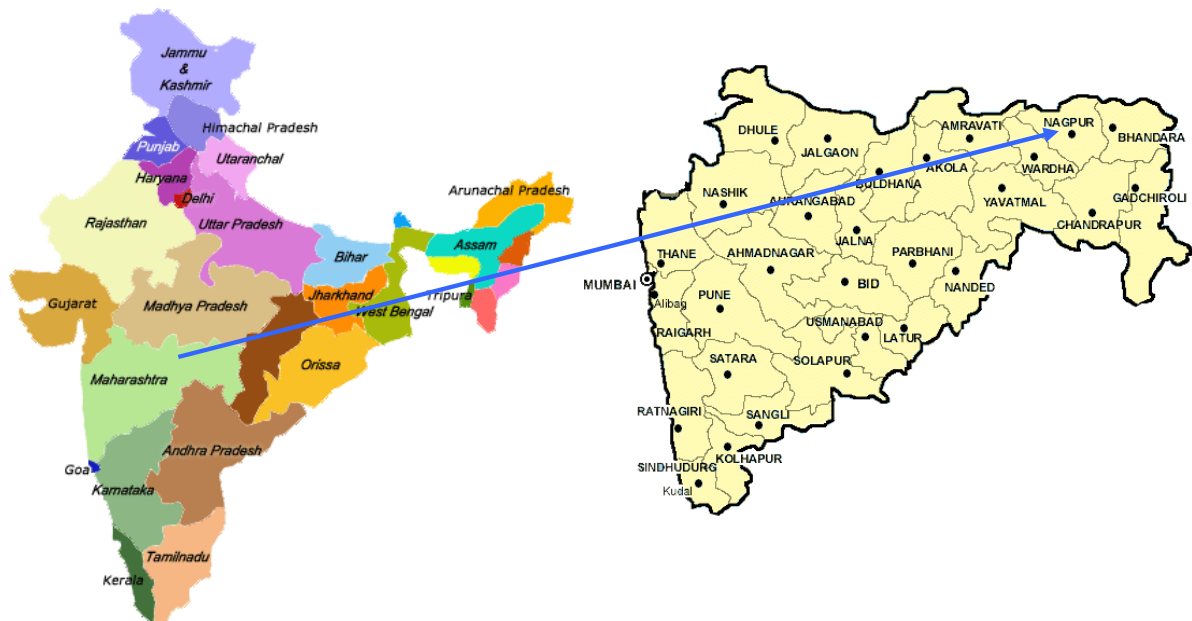 Jammu
&
Kashmir
Himachal Pradesh
Punjab
Utaranchal
Haryana
Delhi
Arunachal Pradesh
Rajasthan
Uttar Pradesh
Assam
Bihar
Gujarat
Madhya Pradesh
Jharkhand
Tripura
West Bengal
Maharashtra
Orissa
Andhra Pradesh
Goa
Karnataka
Tamilnadu
Kerala
NAGPUR
AMRAVATI
DHULE
BHANDARA
JALGAON
AKOLA
WARDHA
BULDHANA
NASHIK
YAVATMAL
GADCHIROLI
AURANGABAD
CHANDRAPUR
JALNA
THANE
AHMADNAGAR
PARBHANI
MUMBAI
BID
NANDED
PUNE
Alibag
USMANABAD
RAIGARH
LATUR
SATARA
SOLAPUR
RATNAGIRI
SANGLI
KOLHAPUR
SINDHUDURG
Kudal